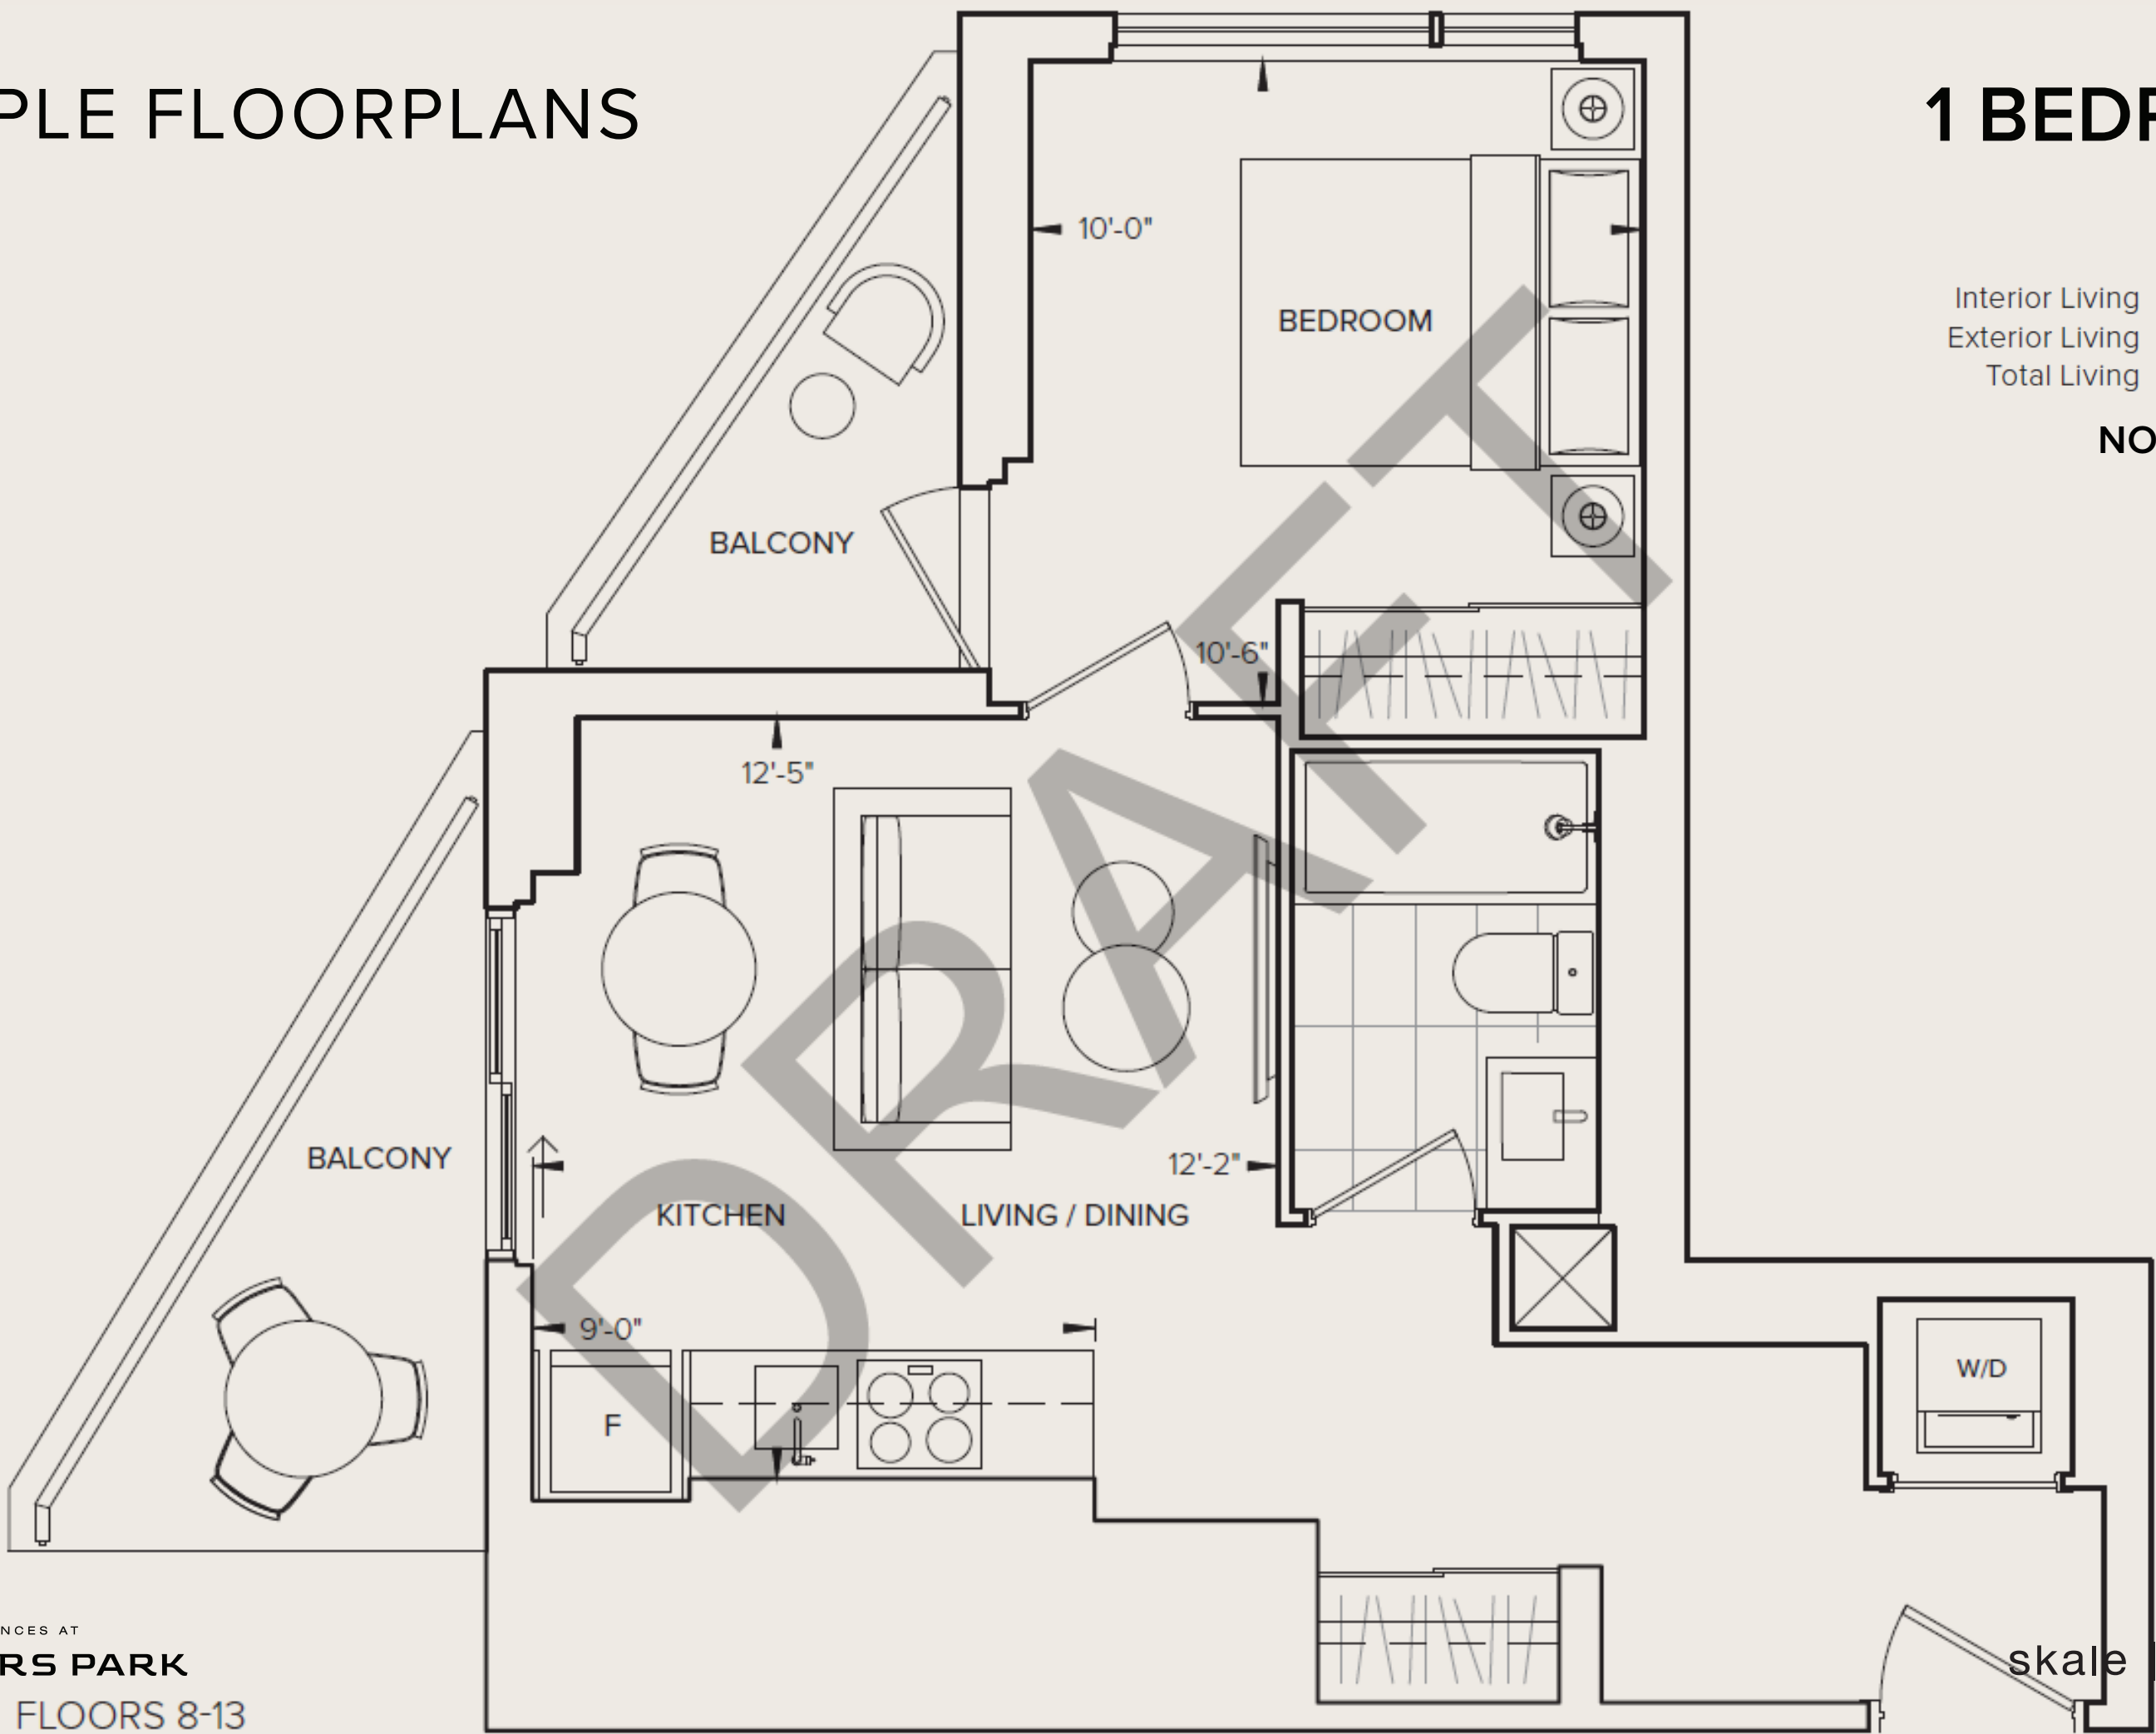 PLE FLOORPLANS
1 BEDR
Interior Living
Exterior Living
Total Living
NO
10'-0"
BEDROOM
BALCONY
10'-6"
12'-5"
BALCONY
12'-2"
KITCHEN
LIVING / DINING
9'-0"
F
W/D
DRAFT
NCES AT
RS PARK
FLOORS 8-13
skale